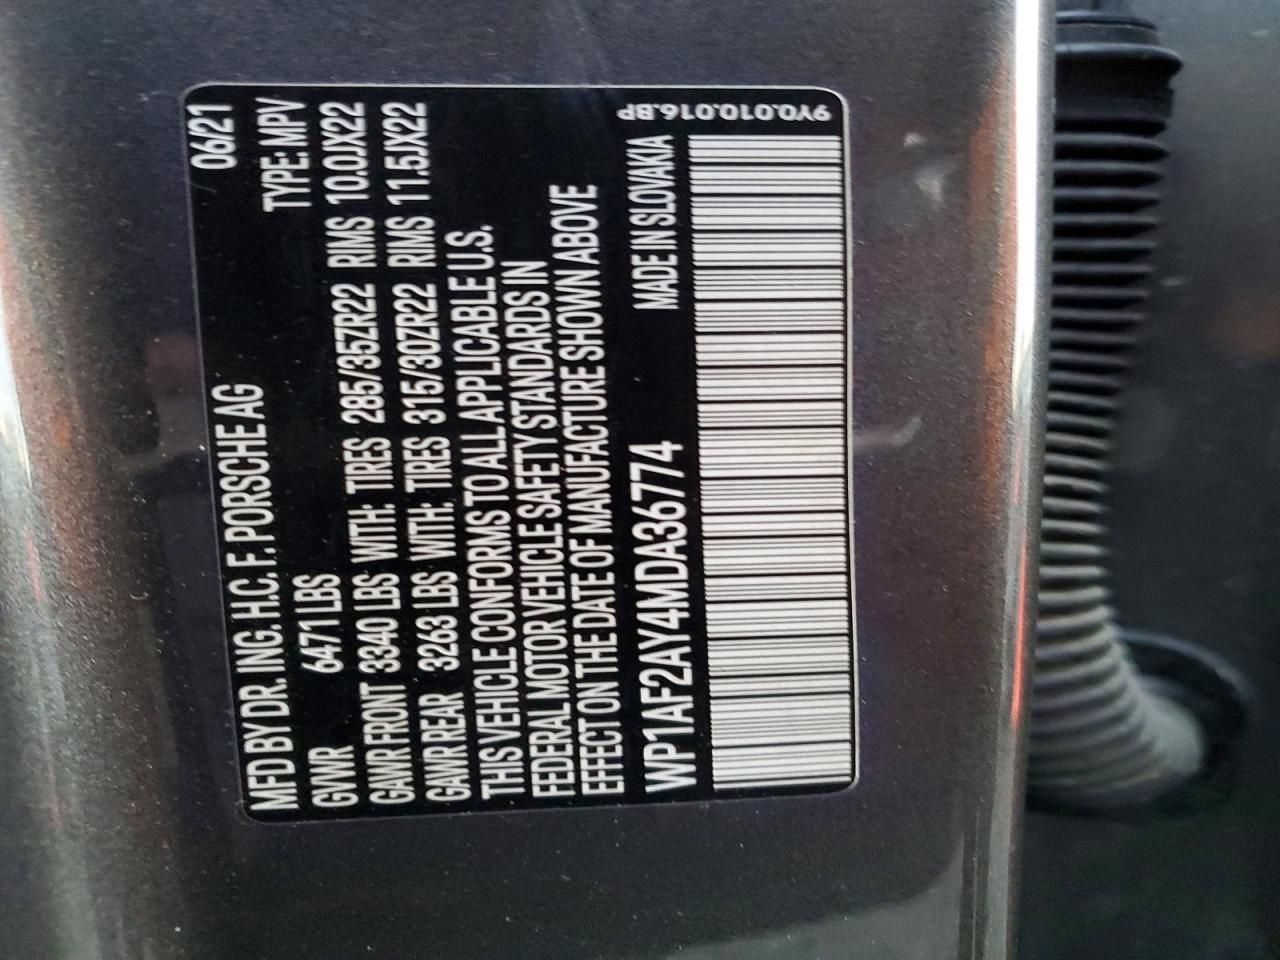 MFD BY DR. ING. H.C. F. PORSCHE AG 06/21
GVWR 6471 LBS TYPE: MPV
GAWR FRONT 3340 LBS WITH: TIRES 285/35ZR22 RIMS 10.0JX22
GAWR REAR 3263 LBS WITH: TIRES 315/30ZR22 RIMS 11.5JX22
THIS VEHICLE CONFORMS TO ALL APPLICABLE U.S.
FEDERAL MOTOR VEHICLE SAFETY STANDARDS IN
EFFECT ON THE DATE OF MANUFACTURE SHOWN ABOVE
WP1AF2AY4MDA36774 MADE IN SLOVAKIA
9Y0.010.016.BP